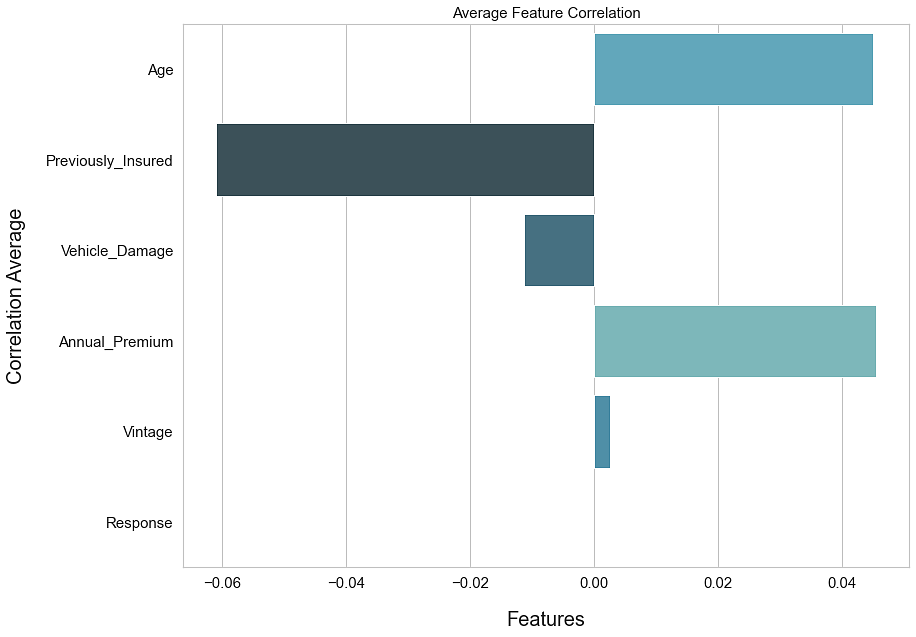 Average Feature Correlation
Age
Previously_Insured
Vehicle_Damage
Annual_Premium
Vintage
Response
Correlation Average
−0.06
−0.04
−0.02
0.00
0.02
0.04
Features